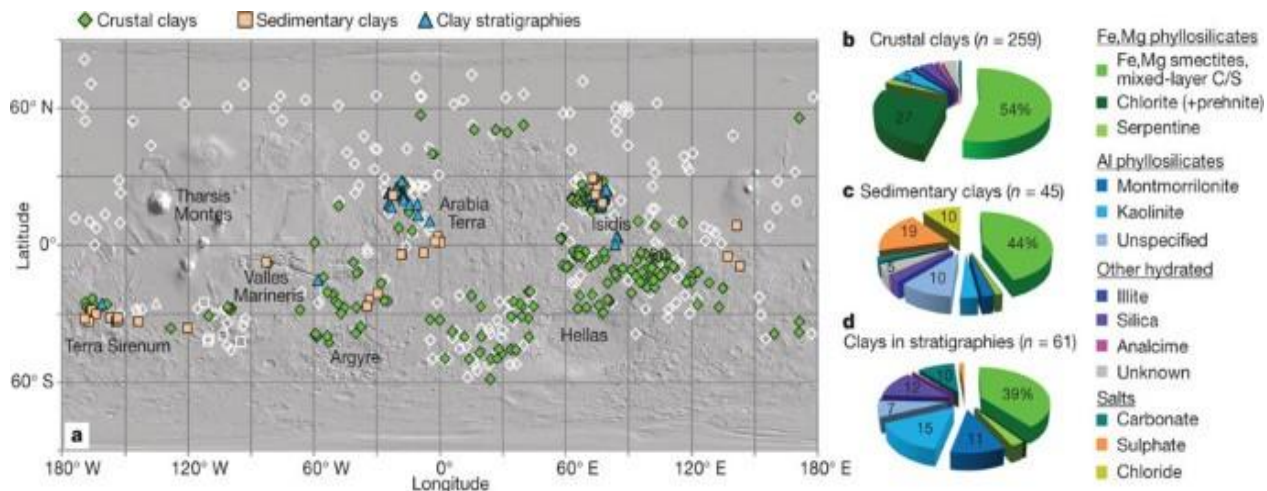 Crustal clays
Sedimentary clays
Clay stratigraphies
60° N
0°
60° S
Latitude
Tharsis
Montes
Arabia
Terra
Isidis
Valles
Marineris
Terra Sirenum
Argyre
Hellas
a
180° W
120° W
60 W
0°
60 E
120 E
180° E
Longitude
b Crustal clays (n = 259)
54%
27
5
c Sedimentary clays (n = 45)
44%
10
19
5
10
d
Clays in stratigraphies (n = 61)
39%
11
15
7
12
10
Fe,Mg phyllosilicates
Fe,Mg smectites,
mixed-layer C/S
Chlorite (+prehnite)
Serpentine
Al phyllosilicates
Montmorrilonite
Kaolinite
Unspecified
Other hydrated
Illite
Silica
Analcime
Unknown
Salts
Carbonate
Sulphate
Chloride